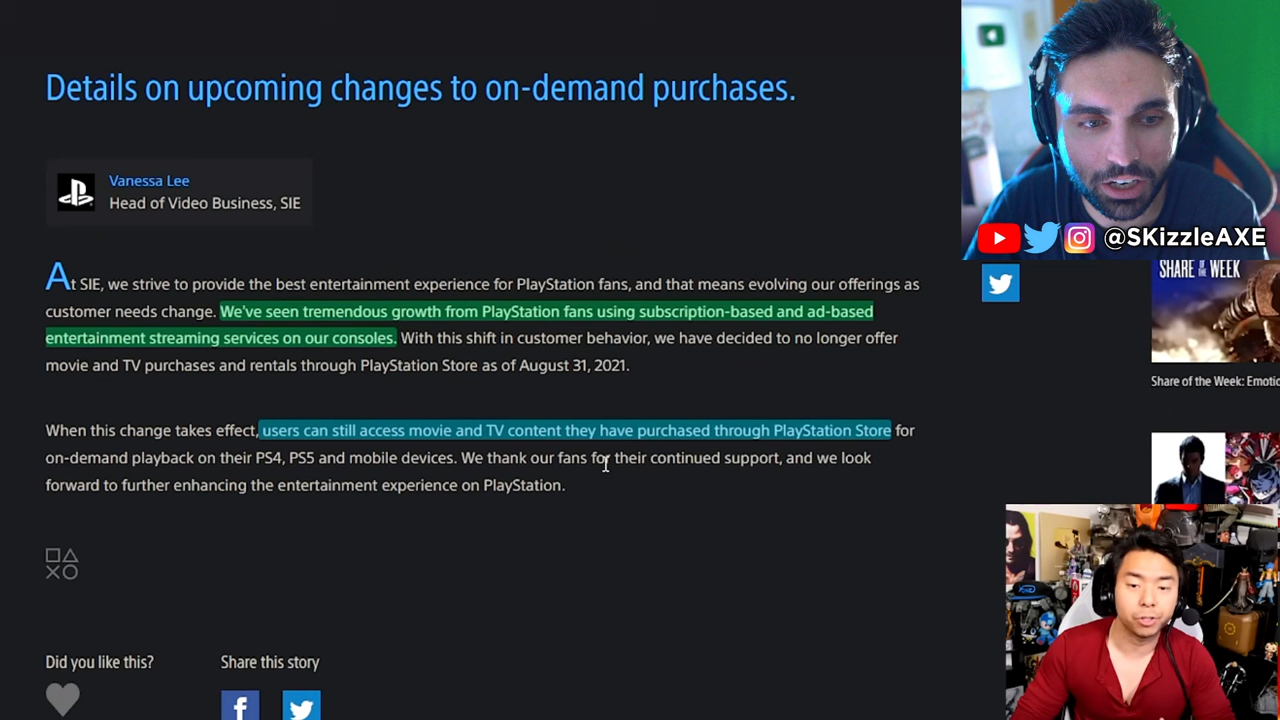 Details on upcoming changes to on-demand purchases.
Vanessa Lee
Head of Video Business, SIE
@SKizzleAXE
At SIE, we strive to provide the best entertainment experience for PlayStation fans, and that means evolving our offerings as
customer needs change. We've seen tremendous growth from PlayStation fans using subscription-based and ad-based
entertainment streaming services on our consoles. With this shift in customer behavior, we have decided to no longer offer
movie and TV purchases and rentals through PlayStation Store as of August 31, 2021.
SHARE OF THE WEEK
Share of the Week: Emoti
When this change takes effect, users can still access movie and TV content they have purchased through PlayStation Store for
on-demand playback on their PS4, PS5 and mobile devices. We thank our fans for their continued support, and we look
forward to further enhancing the entertainment experience on PlayStation.
Did you like this?
Share this story